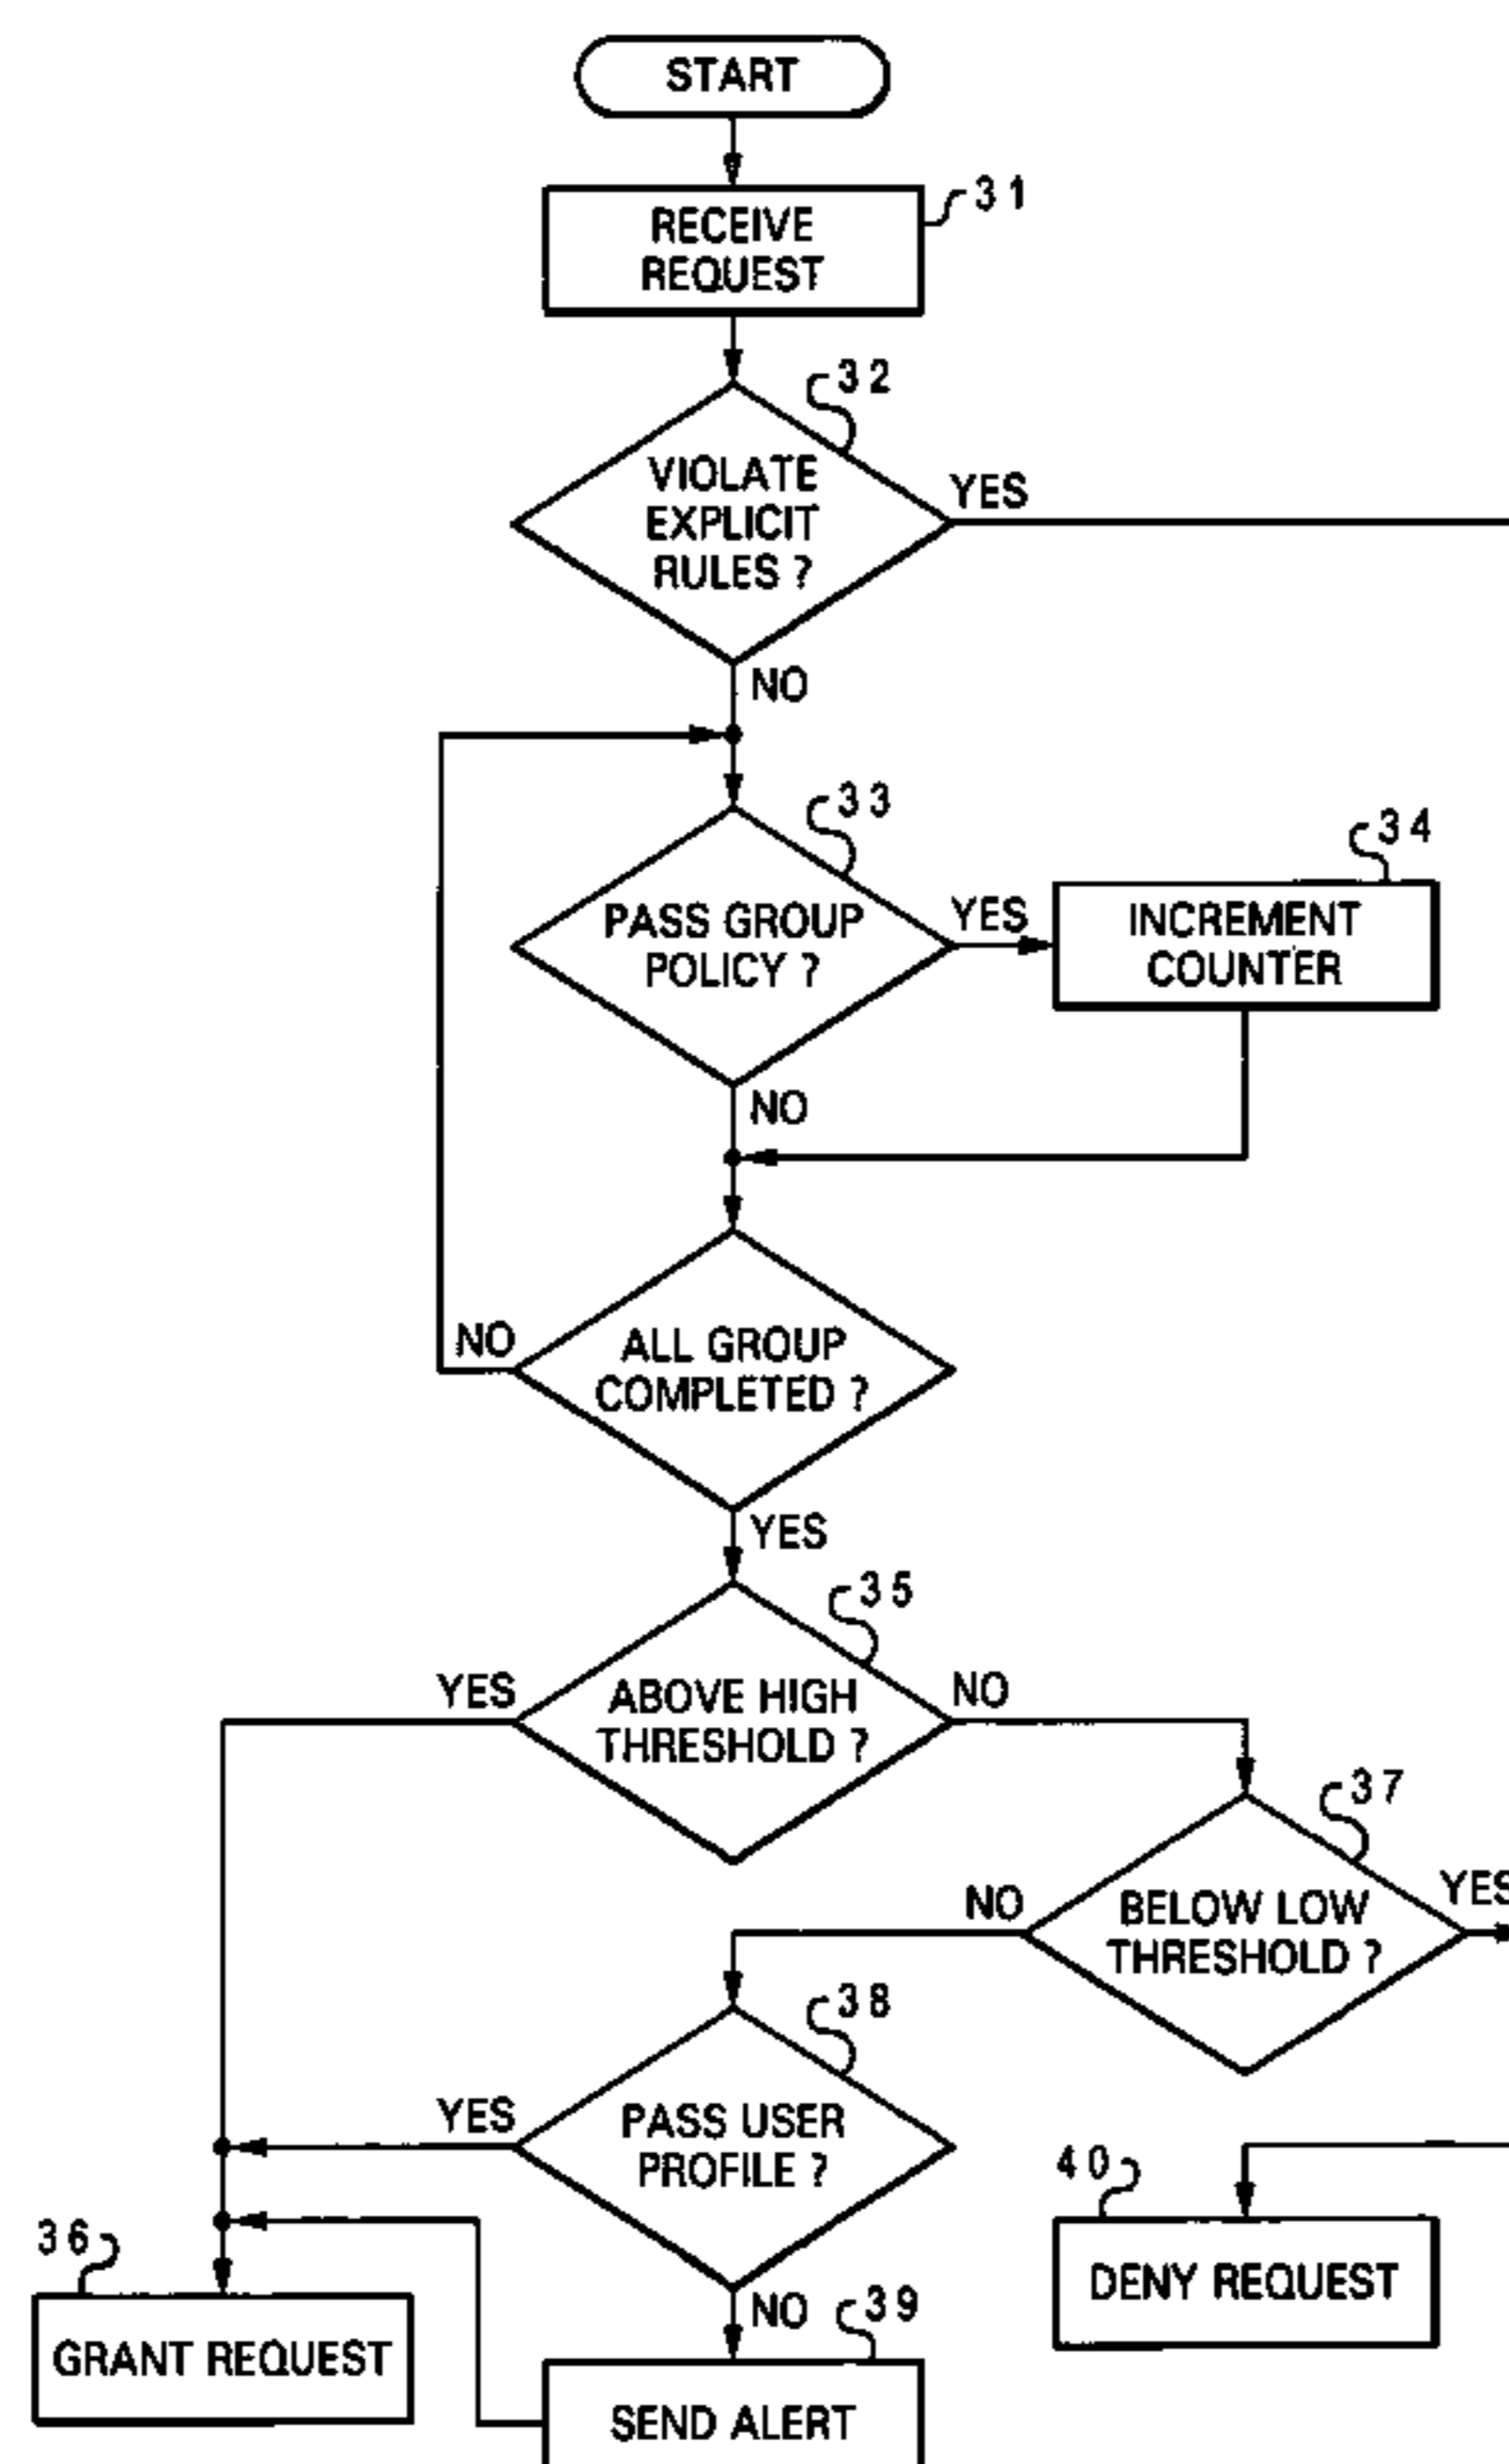 START
RECEIVE
REQUEST
31
32
VIOLATE
EXPLICIT
RULES ?
YES
NO
33
PASS GROUP
POLICY ?
YES
34
INCREMENT
COUNTER
NO
ALL GROUP
COMPLETED ?
NO
YES
35
ABOVE HIGH
THRESHOLD ?
YES
NO
37
BELOW LOW
THRESHOLD ?
NO
YES
38
PASS USER
PROFILE ?
YES
NO
40
DENY REQUEST
36
GRANT REQUEST
39
SEND ALERT